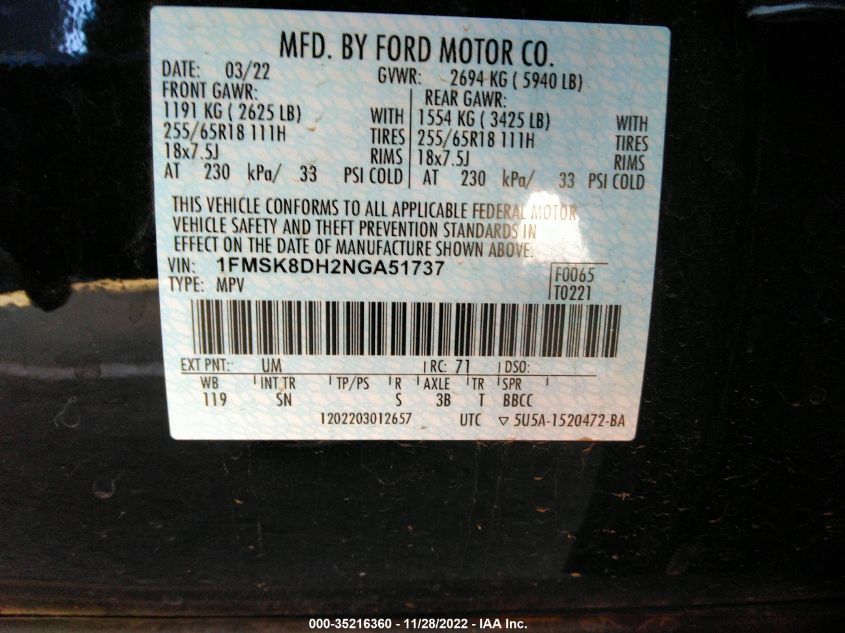 MFD. BY FORD MOTOR CO.
DATE: 03/22 GVWR: 2694 KG ( 5940 LB)
FRONT GAWR: REAR GAWR:
1191 KG ( 2625 LB) WITH 1554 KG ( 3425 LB) WITH
255/65R18 111H TIRES 255/65R18 111H TIRES
18x7.5J RIMS 18x7.5J RIMS
AT 230 kPa/ 33 PSI COLD AT 230 kPa/ 33 PSI COLD
THIS VEHICLE CONFORMS TO ALL APPLICABLE FEDERAL MOTOR
VEHICLE SAFETY AND THEFT PREVENTION STANDARDS IN
EFFECT ON THE DATE OF MANUFACTURE SHOWN ABOVE.
VIN: 1FMSK8DH2NGA51737 F0065
TYPE: MPV T0221
EXT PNT: UM RC: 71 DSO:
WB INT TR TP/PS R AXLE TR SPR
119 SN S 3B T BBCC
1202203012657 UTC ▽ 5U5A-1520472-BA
000-35216360 - 11/28/2022 - IAA Inc.